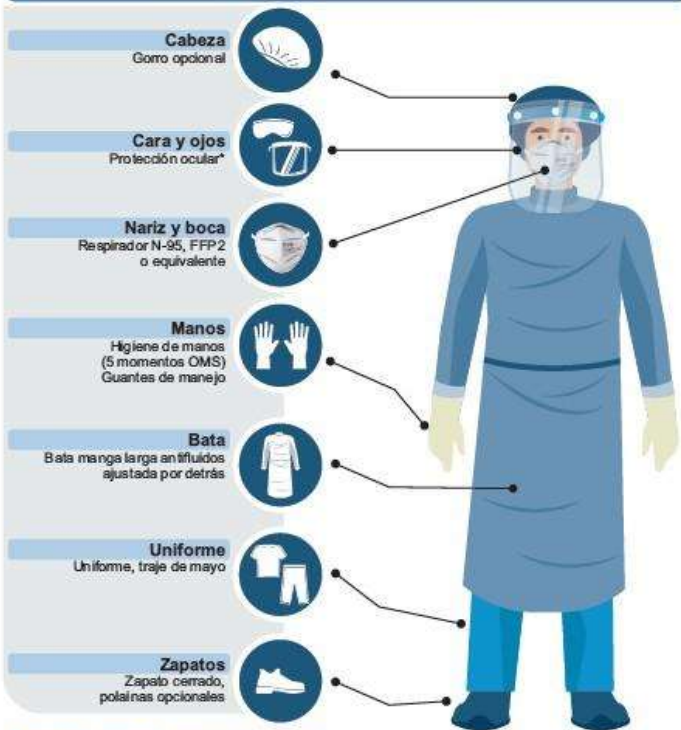 Cabeza
Gorro opcional
Cara y ojos
Protección ocular*
Nariz y boca
Respirador N-95, FFP2
o equivalente
Manos
Higiene de manos
(5 momentos OMS)
Guantes de manejo
Bata
Bata manga larga antifluidos
ajustada por detrás
Uniforme
Uniforme, traje de mayo
Zapatos
Zapato cerrado,
polainas opcionales